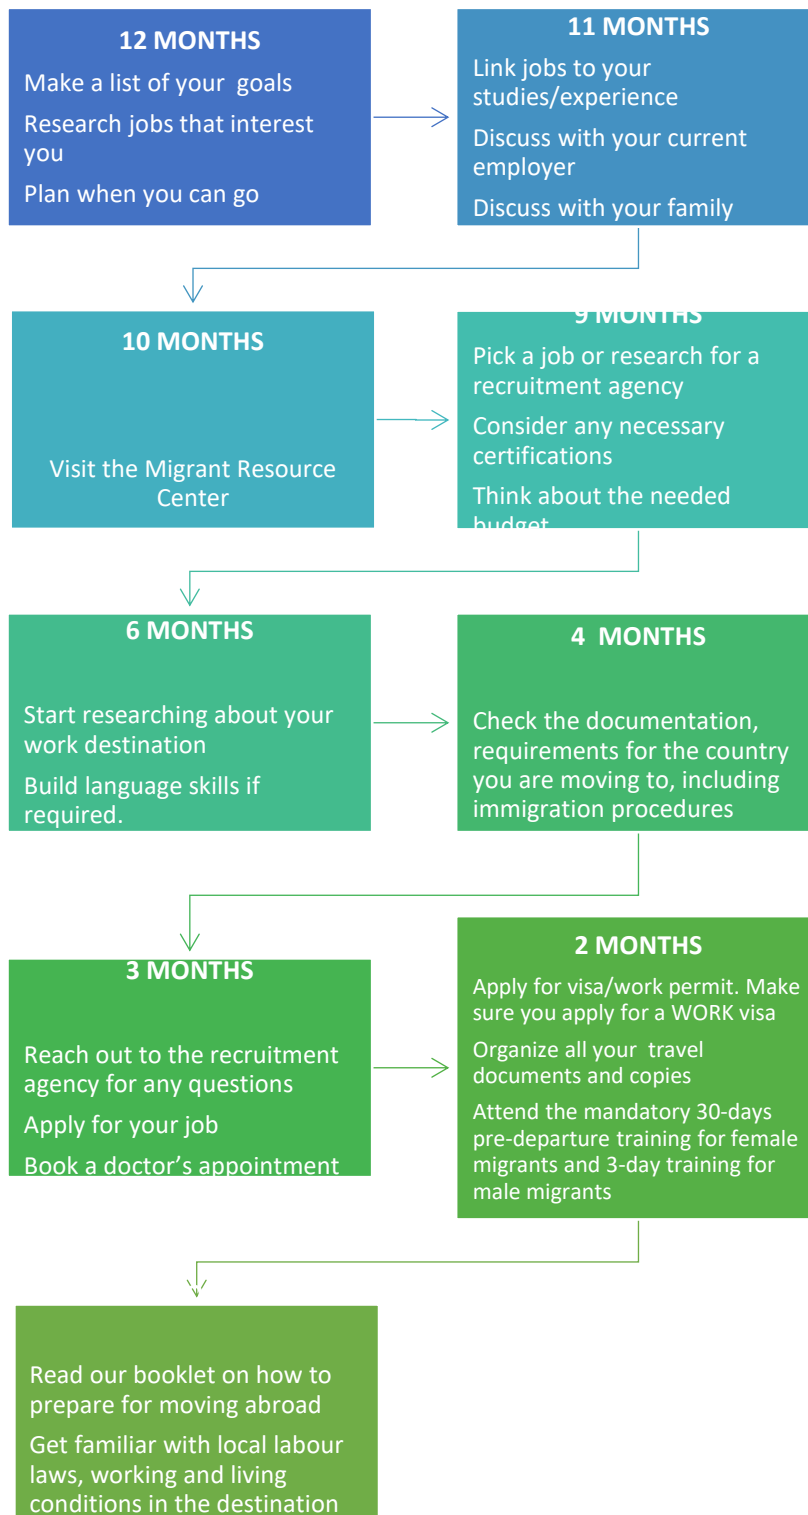 12 MONTHS
Make a list of your goals
Research jobs that interest
you
Plan when you can go
11 MONTHS
Link jobs to your
studies/experience
Discuss with your current
employer
Discuss with your family
10 MONTHS
Visit the Migrant Resource
Center
9 MONTHS
Pick a job or research for a
recruitment agency
Consider any necessary
certifications
Think about the needed
budget
6 MONTHS
Start researching about your
work destination
Build language skills if
required.
4 MONTHS
Check the documentation,
requirements for the country
you are moving to, including
immigration procedures
3 MONTHS
Reach out to the recruitment
agency for any questions
Apply for your job
Book a doctor’s appointment
2 MONTHS
Apply for visa/work permit. Make
sure you apply for a WORK visa
Organize all your travel
documents and copies
Attend the mandatory 30-days
pre-departure training for female
migrants and 3-day training for
male migrants
Read our booklet on how to
prepare for moving abroad
Get familiar with local labour
laws, working and living
conditions in the destination